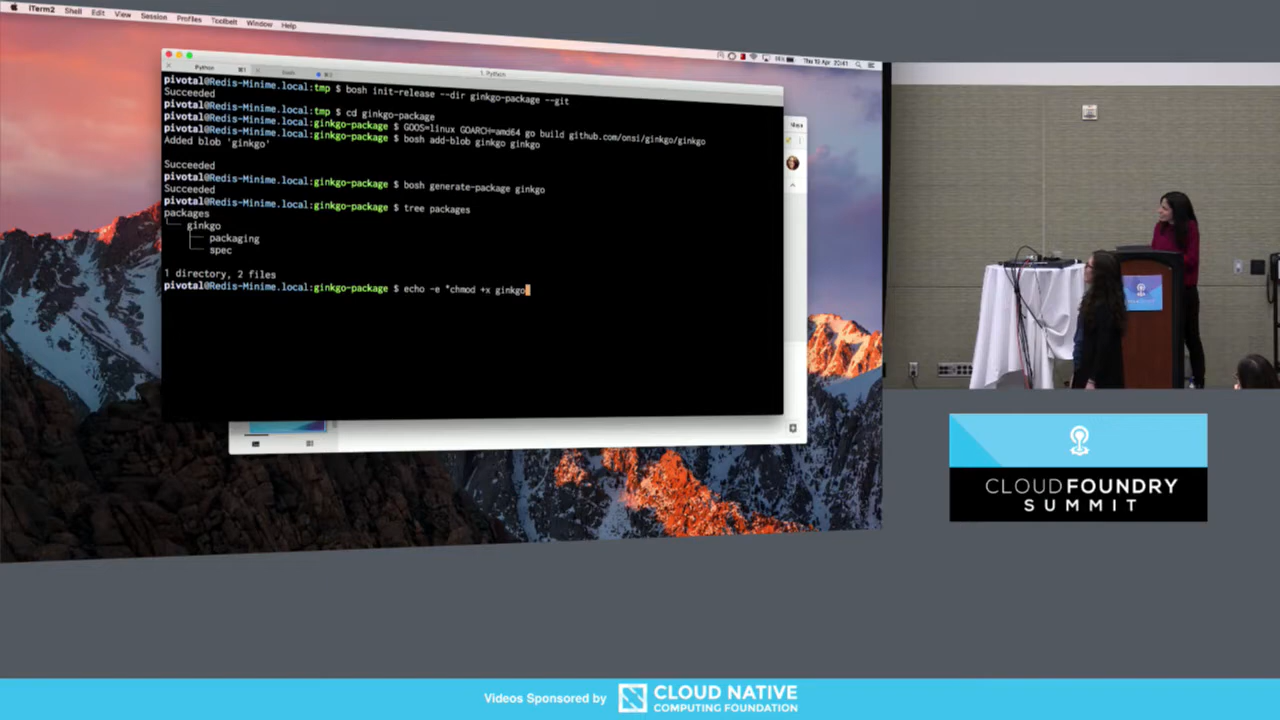 iTerm2 Shell Edit View Session Profiles Toolbelt Window Help
Python
1. Python
pivotal@Redis-Minime.local:tmp $ bosh init-release --dir ginkgo-package --git
Succeeded
pivotal@Redis-Minime.local:tmp $ cd ginkgo-package
pivotal@Redis-Minime.local:ginkgo-package $ GOOS=linux GOARCH=amd64 go build github.com/onsi/ginkgo/ginkgo
pivotal@Redis-Minime.local:ginkgo-package $ bosh add-blob ginkgo ginkgo
Added blob 'ginkgo'
Succeeded
pivotal@Redis-Minime.local:ginkgo-package $ bosh generate-package ginkgo
Succeeded
pivotal@Redis-Minime.local:ginkgo-package $ tree packages
packages
ginkgo
packaging
spec
1 directory, 2 files
pivotal@Redis-Minime.local:ginkgo-package $ echo -e "chmod +x ginkgo
CLOUD FOUNDRY
SUMMIT
Videos Sponsored by
CLOUD NATIVE
COMPUTING FOUNDATION